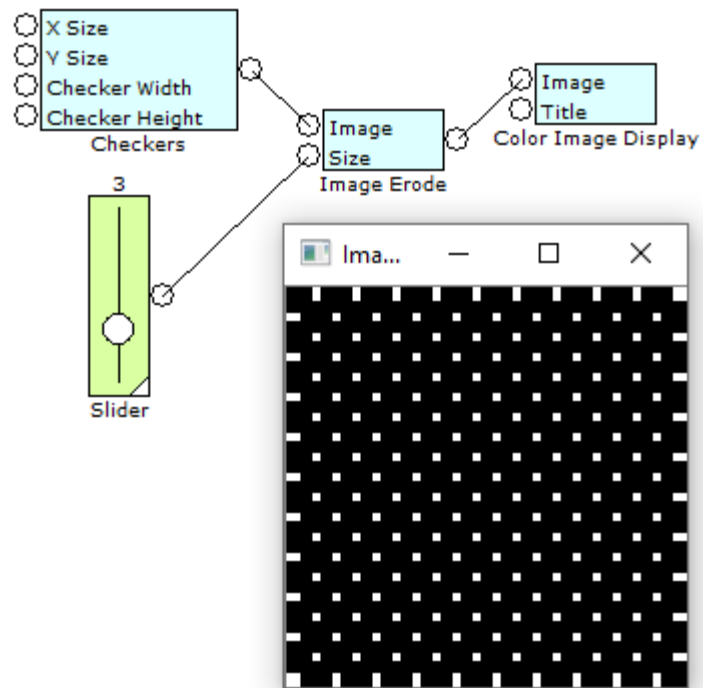 X Size
Y Size
Checker Width
Checker Height
Checkers
Image
Size
Image Erode
Image
Title
Color Image Display
3
Slider
Ima...